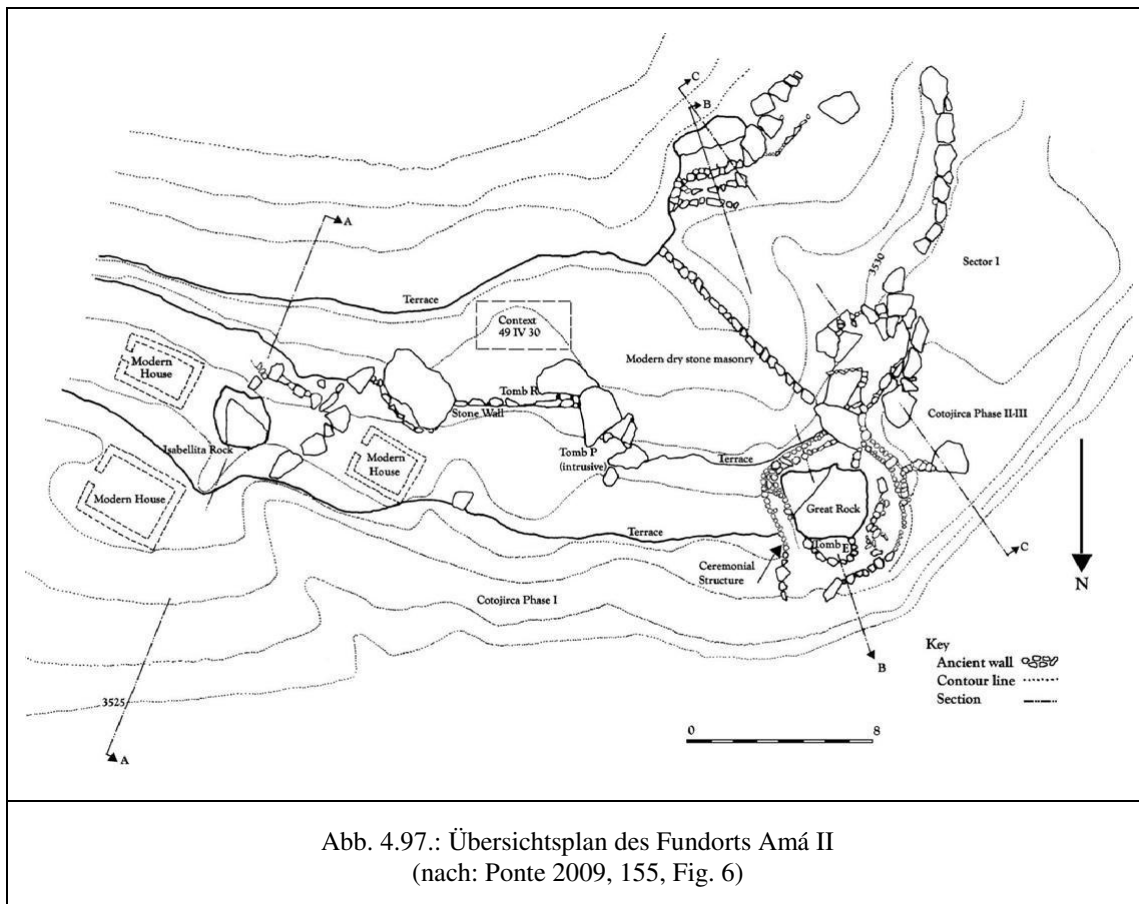 C
B
A
3530
Sector I
Terrace
Context
49 IV 30
Modern
House
Modern dry stone masonry
Tomb R
Stone Wall
Cotojirca Phase II-III
Isabellita Rock
Modern
House
Tomb P
(intrusive)
Terrace
Modern House
Great Rock
Terrace
Tomb E
C
Ceremonial
Structure
N
Cotojirca Phase I
Key
Ancient wall
Contour line
Section
B
3525
0 8
A
Abb. 4.97.: Übersichtsplan des Fundorts Amá II
(nach: Ponte 2009, 155, Fig. 6)